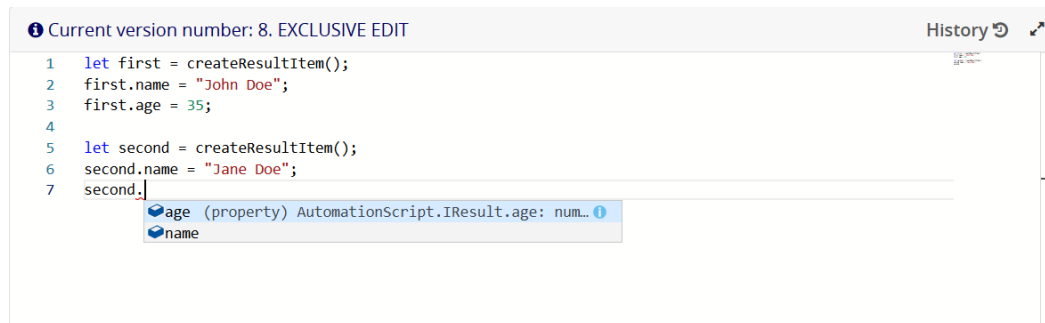 Current version number: 8. EXCLUSIVE EDIT History
1 let first = createResultItem();
2 first.name = "John Doe";
3 first.age = 35;
4
5 let second = createResultItem();
6 second.name = "Jane Doe";
7 second.
age (property) AutomationScript.IResult.age: num…
name